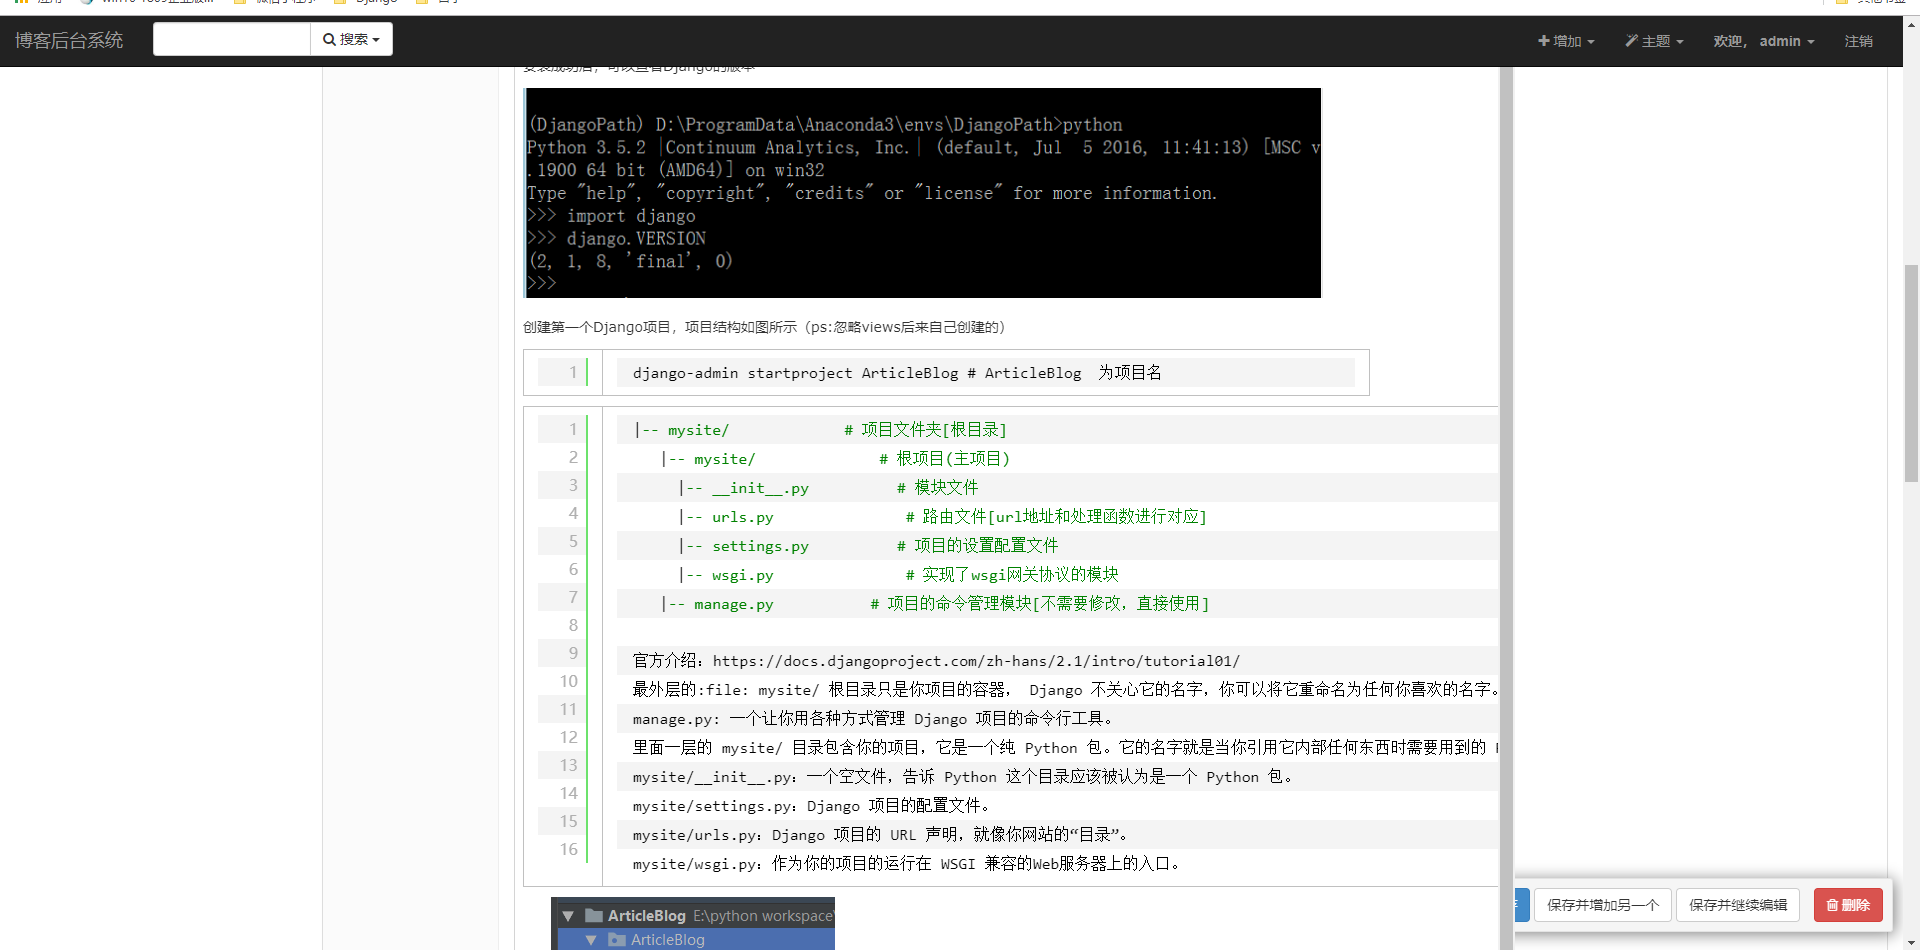 博客后台系统
搜索
增加
主题
欢迎， admin
注销
安装成功后，可以查看Django的版本
(DjangoPath) D:\ProgramData\Anaconda3\envs\DjangoPath>python
Python 3.5.2 |Continuum Analytics, Inc.| (default, Jul  5 2016, 11:41:13) [MSC v
.1900 64 bit (AMD64)] on win32
Type "help", "copyright", "credits" or "license" for more information.
>>> import django
>>> django.VERSION
(2, 1, 8, 'final', 0)
>>>
创建第一个Django项目，项目结构如图所示（ps:忽略views后来自己创建的）
1 django-admin startproject ArticleBlog # ArticleBlog  为项目名
1 |-- mysite/ # 项目文件夹[根目录]
2 |-- mysite/ # 根项目(主项目)
3 |-- __init__.py # 模块文件
4 |-- urls.py # 路由文件[url地址和处理函数进行对应]
5 |-- settings.py # 项目的设置配置文件
6 |-- wsgi.py # 实现了wsgi网关协议的模块
7 |-- manage.py # 项目的命令管理模块[不需要修改，直接使用]
8
9 官方介绍：https://docs.djangoproject.com/zh-hans/2.1/intro/tutorial01/
10 最外层的:file: mysite/ 根目录只是你项目的容器， Django 不关心它的名字，你可以将它重命名为任何你喜欢的名字。
11 manage.py: 一个让你用各种方式管理 Django 项目的命令行工具。
12 里面一层的 mysite/ 目录包含你的项目，它是一个纯 Python 包。它的名字就是当你引用它内部任何东西时需要用到的
13 mysite/__init__.py：一个空文件，告诉 Python 这个目录应该被认为是一个 Python 包。
14 mysite/settings.py：Django 项目的配置文件。
15 mysite/urls.py：Django 项目的 URL 声明，就像你网站的“目录”。
16 mysite/wsgi.py：作为你的项目的运行在 WSGI 兼容的Web服务器上的入口。
ArticleBlog E:\python workspace\
ArticleBlog
保存并增加另一个
保存并继续编辑
删除